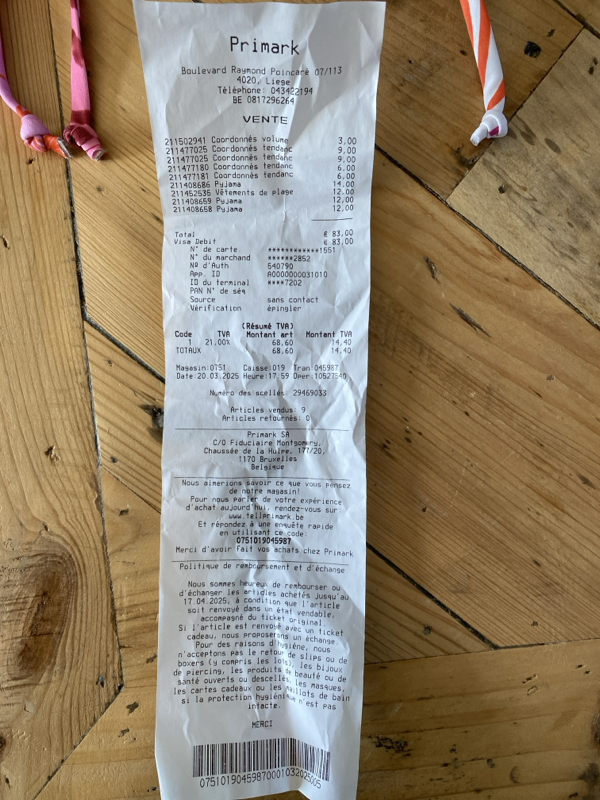 Primark
Boulevard Raymond Poincaré 07/113
4020, Liege
Téléphone: 043422194
BE 0817296264
VENTE
211502941 Coordonnés volume 3,00
211477025 Coordonnés tendanc 9,00
211477025 Coordonnés tendanc 9,00
211477180 Coordonnés tendanc 6,00
211477181 Coordonnés tendanc 6,00
211408686 Pyjama 14,00
211452535 Vêtements de plage 12,00
211408659 Pyjama 12,00
211408658 Pyjama 12,00
Total € 83,00
Visa Debit € 83,00
N° de carte ************1551
N° du marchand ******2852
Nº d'Auth 540790
App. ID A0000000031010
ID du terminal ****7202
PAN N° de séq
Source sans contact
Vérification épingler
(Résumé TVA)
Code TVA Montant art Montant TVA
1 21,00% 68,60 14,40
TOTAUX 68,60 14,40
Magasin:0751 Caisse:019 Tran:045987
Date:20.03.2025 Heure:17:59 Oper:
Numéro des scellés: 29469033
Articles vendus: 9
Articles retournés: 0
Primark SA
C/O Fiduciaire Montgomery,
Chaussée de la Hulpe, 177/20,
1170 Bruxelles
Belgique
Nous aimerions savoir ce que vous pensez
de notre magasin!
Pour nous parler de votre expérience
d'achat aujourd'hui, rendez-vous sur
www.tellprimark.be
Et répondez à une enquête rapide
en utilisant ce code:
0751019045987
Merci d'avoir fait vos achats chez Primark
Politique de remboursement et d'échange
Nous sommes heureux de rembourser ou
d'échanger les articles achetés jusqu'au
17.04.2025, à condition que l'article
soit renvoyé dans un état vendable,
accompagné du ticket original.
Si l'article est renvoyé avec un ticket
cadeau, nous proposerons un échange.
Pour des raisons d'hygiène, nous
n'acceptons pas le retour de slips ou de
boxers (y compris les lots), les bijoux
de piercing, les produits de beauté ou de
santé ouverts ou descellés, les masques,
les cartes cadeaux ou les maillots de bain
si la protection hygiénique n'est pas
intacte.
MERCI